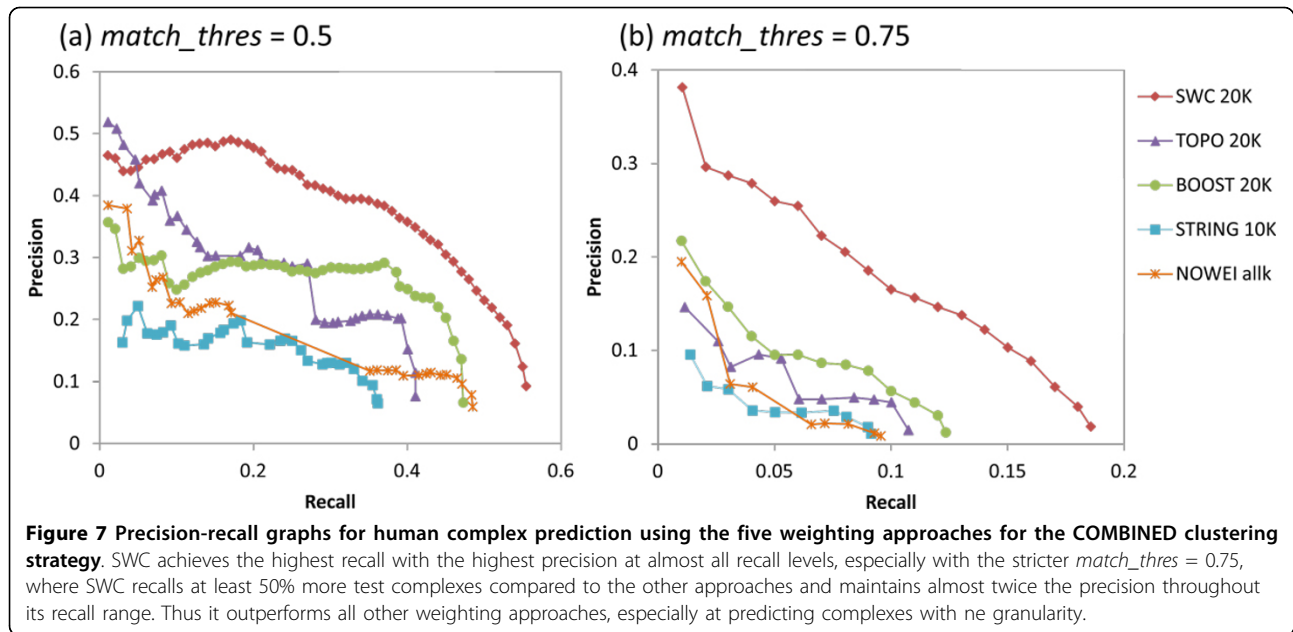 (a) match_thres = 0.5
(b) match_thres = 0.75
0.6
0.5
0.4
0.3
0.2
0.1
0
Precision
0
0.2
0.4
0.6
Recall
0.4
0.3
0.2
0.1
0
Precision
0
0.05
0.1
0.15
0.2
Recall
SWC 20K
TOPO 20K
BOOST 20K
STRING 10K
NOWEI allk
Figure 7 Precision-recall graphs for human complex prediction using the five weighting approaches for the COMBINED clustering
strategy. SWC achieves the highest recall with the highest precision at almost all recall levels, especially with the stricter match_thres = 0.75,
where SWC recalls at least 50% more test complexes compared to the other approaches and maintains almost twice the precision throughout
its recall range. Thus it outperforms all other weighting approaches, especially at predicting complexes with ne granularity.